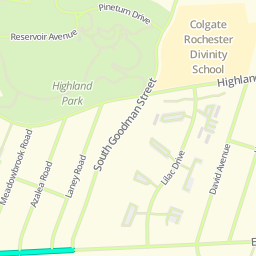 Pinetum Drive
Colgate
Rochester
Divinity
School
Reservoir Avenue
Highland
Park
Highland
South Goodman Street
Meadowbrook Road
Azalea Road
Laney Road
Lilac Drive
David Avenue